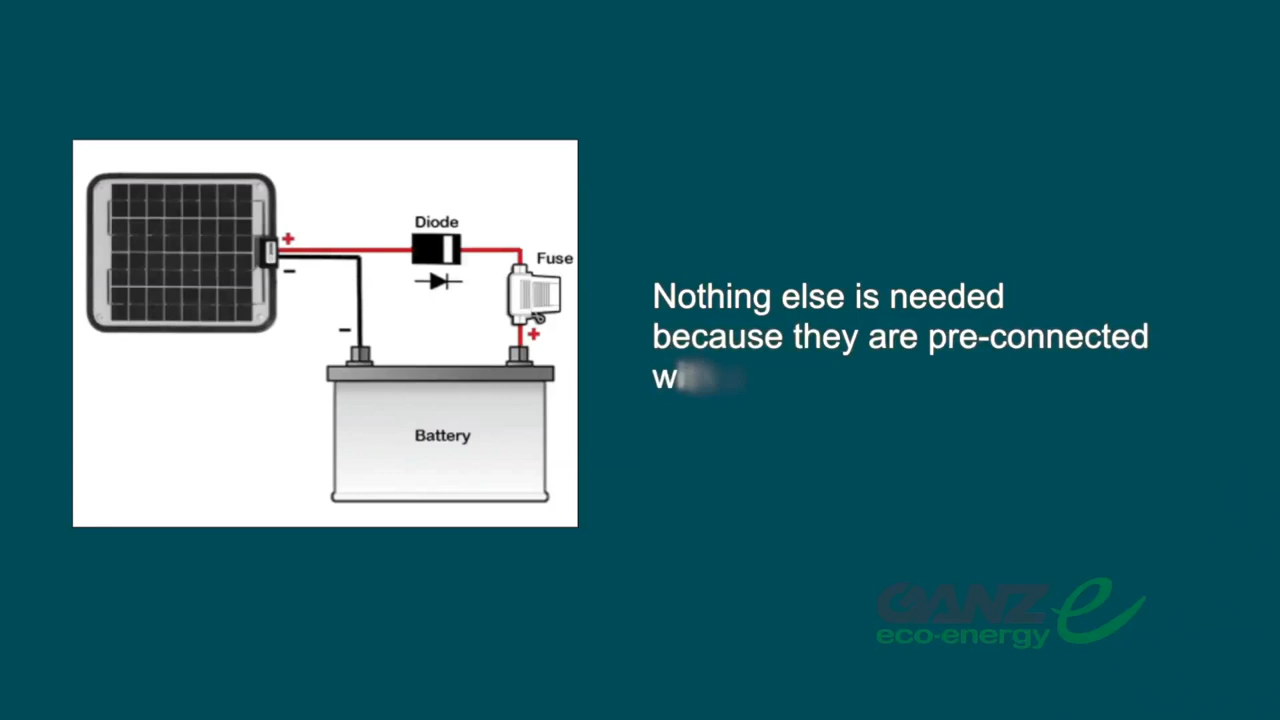 Diode
Fuse
+
−
−
+
Battery
Nothing else is needed
because they are pre-connected
GANZ e
eco-energy